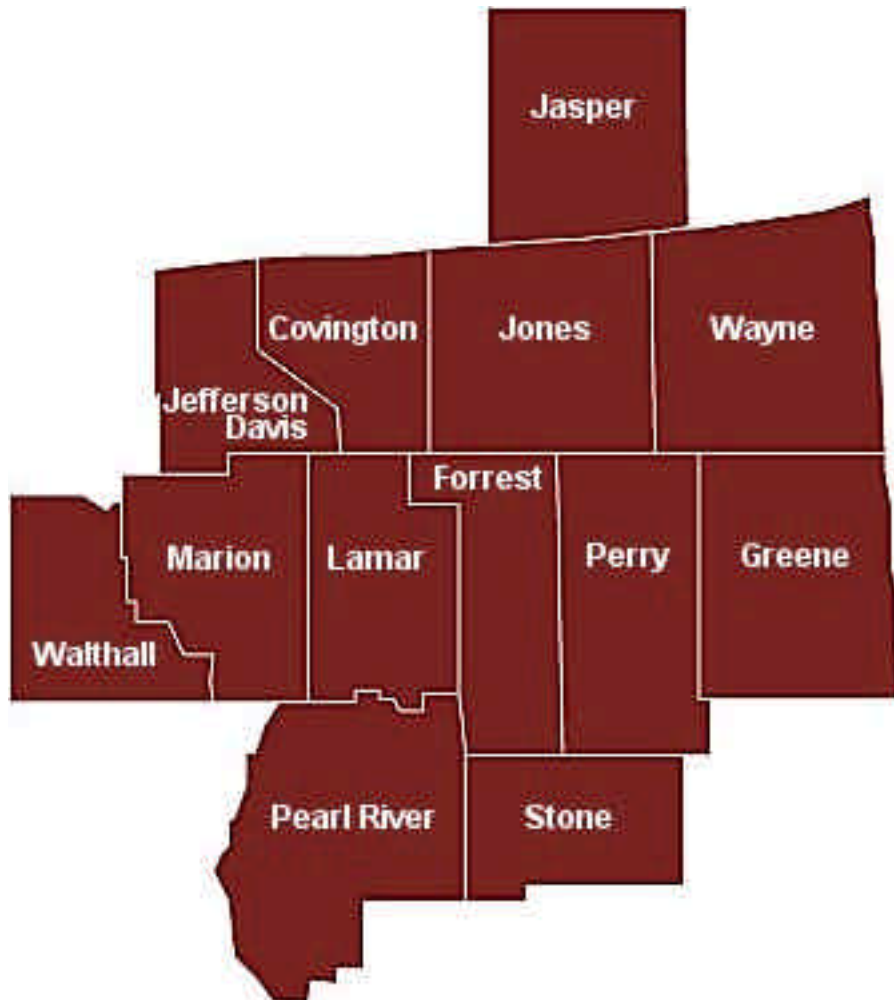 Jasper
Covington
Jones
Wayne
Jefferson
Davis
Forrest
Marion
Lamar
Perry
Greene
Walthall
Pearl River
Stone